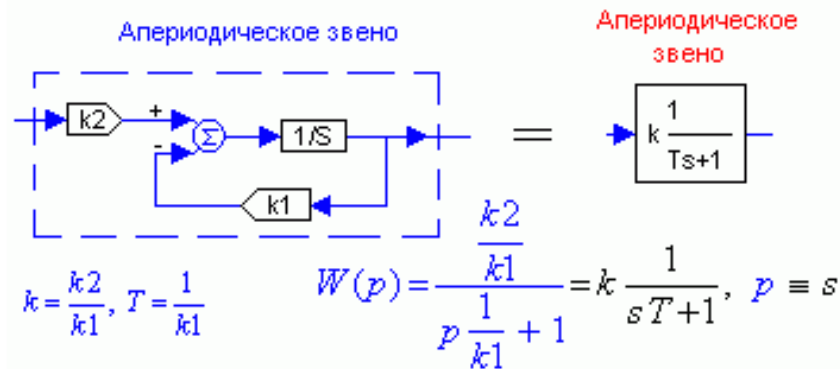 Апериодическое звено
Апериодическое
звено
k2
+
-
Σ
1/S
k1
=
k 1/(Ts+1)
k = k2/k1, T = 1/k1
W(p) = (k2/k1)/(p 1/k1 + 1) = k 1/(sT+1), p ≡ s